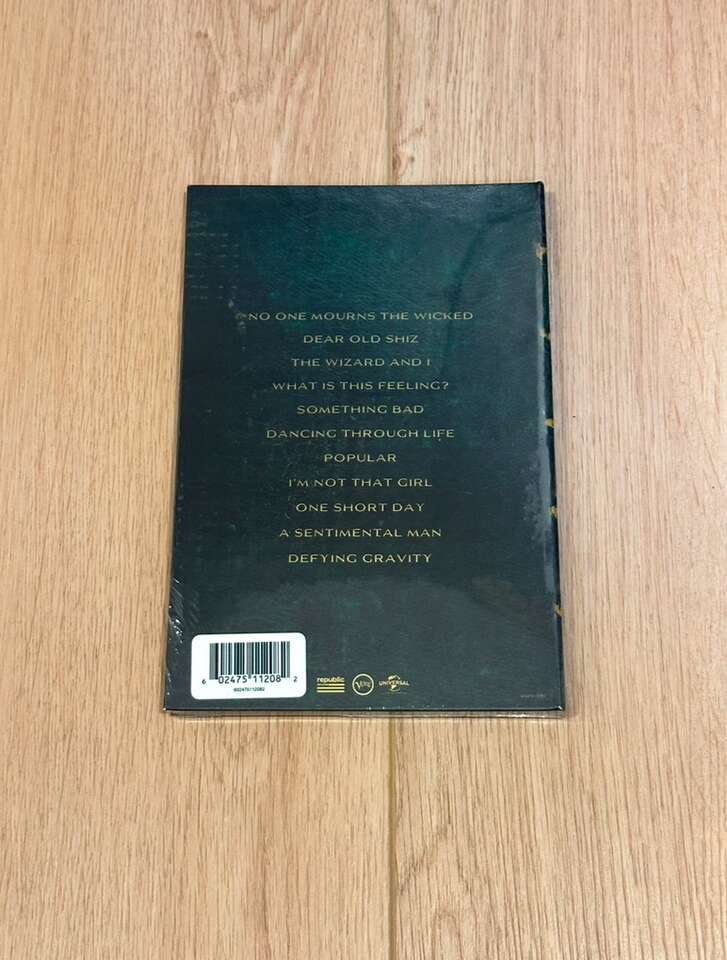 NO ONE MOURNS THE WICKED
DEAR OLD SHIZ
THE WIZARD AND I
WHAT IS THIS FEELING?
SOMETHING BAD
DANCING THROUGH LIFE
POPULAR
I'M NOT THAT GIRL
ONE SHORT DAY
A SENTIMENTAL MAN
DEFYING GRAVITY
6 02475 11208 2
602475112082
republic
Verve
UNIVERSAL